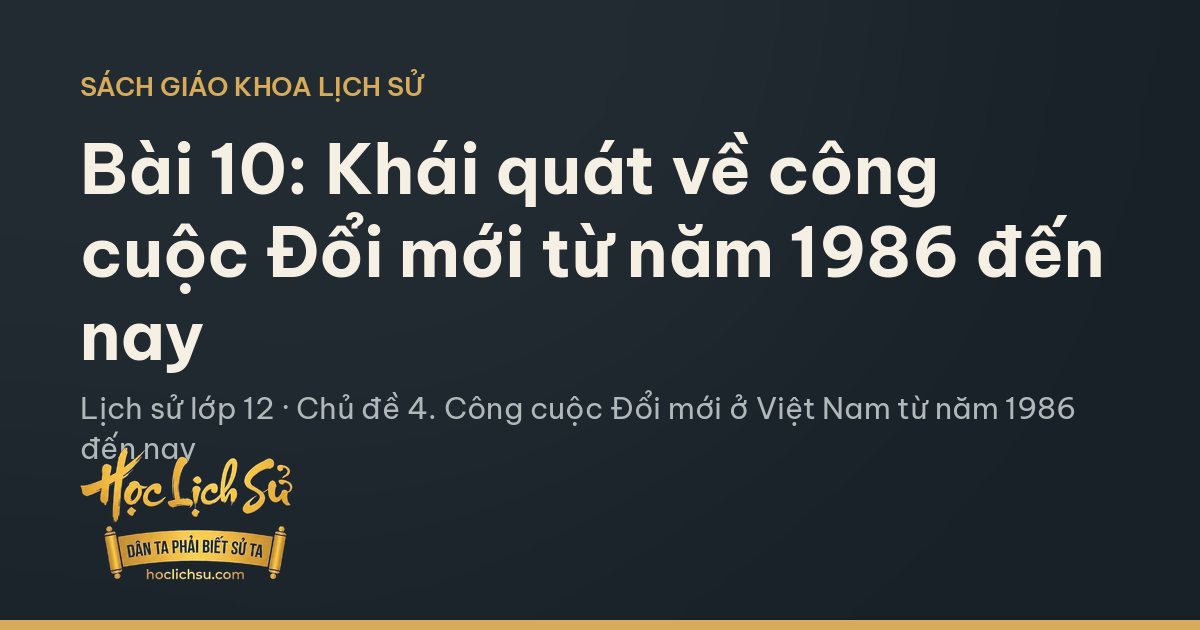 SÁCH GIÁO KHOA LỊCH SỬ
Bài 10: Khái quát về công
cuộc Đổi mới từ năm 1986 đến
nay
Lịch sử lớp 12 · Chủ đề 4. Công cuộc Đổi mới ở Việt Nam từ năm 1986
đến nay
Học Lịch Sử
DÂN TA PHẢI BIẾT SỬ TA
hoclichsu.com